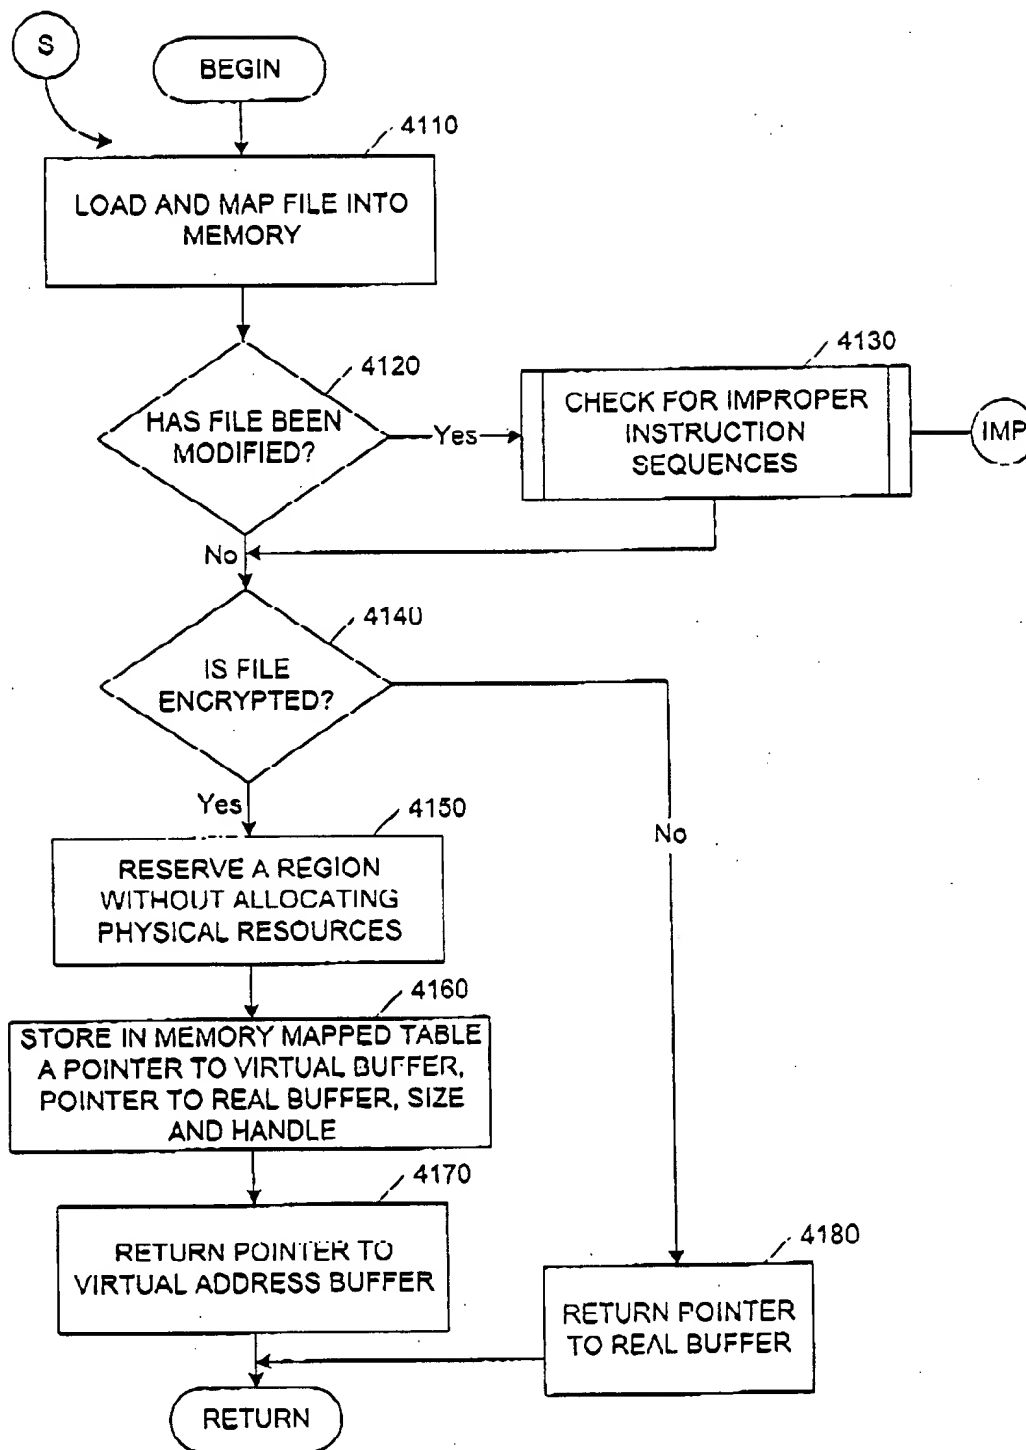 S
BEGIN
4110
LOAD AND MAP FILE INTO
MEMORY
4120
HAS FILE BEEN
MODIFIED?
Yes
4130
CHECK FOR IMPROPER
INSTRUCTION
SEQUENCES
IMP
No
4140
IS FILE
ENCRYPTED?
Yes
No
4150
RESERVE A REGION
WITHOUT ALLOCATING
PHYSICAL RESOURCES
4160
STORE IN MEMORY MAPPED TABLE
A POINTER TO VIRTUAL BUFFER,
POINTER TO REAL BUFFER, SIZE
AND HANDLE
4170
RETURN POINTER TO
VIRTUAL ADDRESS BUFFER
4180
RETURN POINTER
TO REAL BUFFER
RETURN